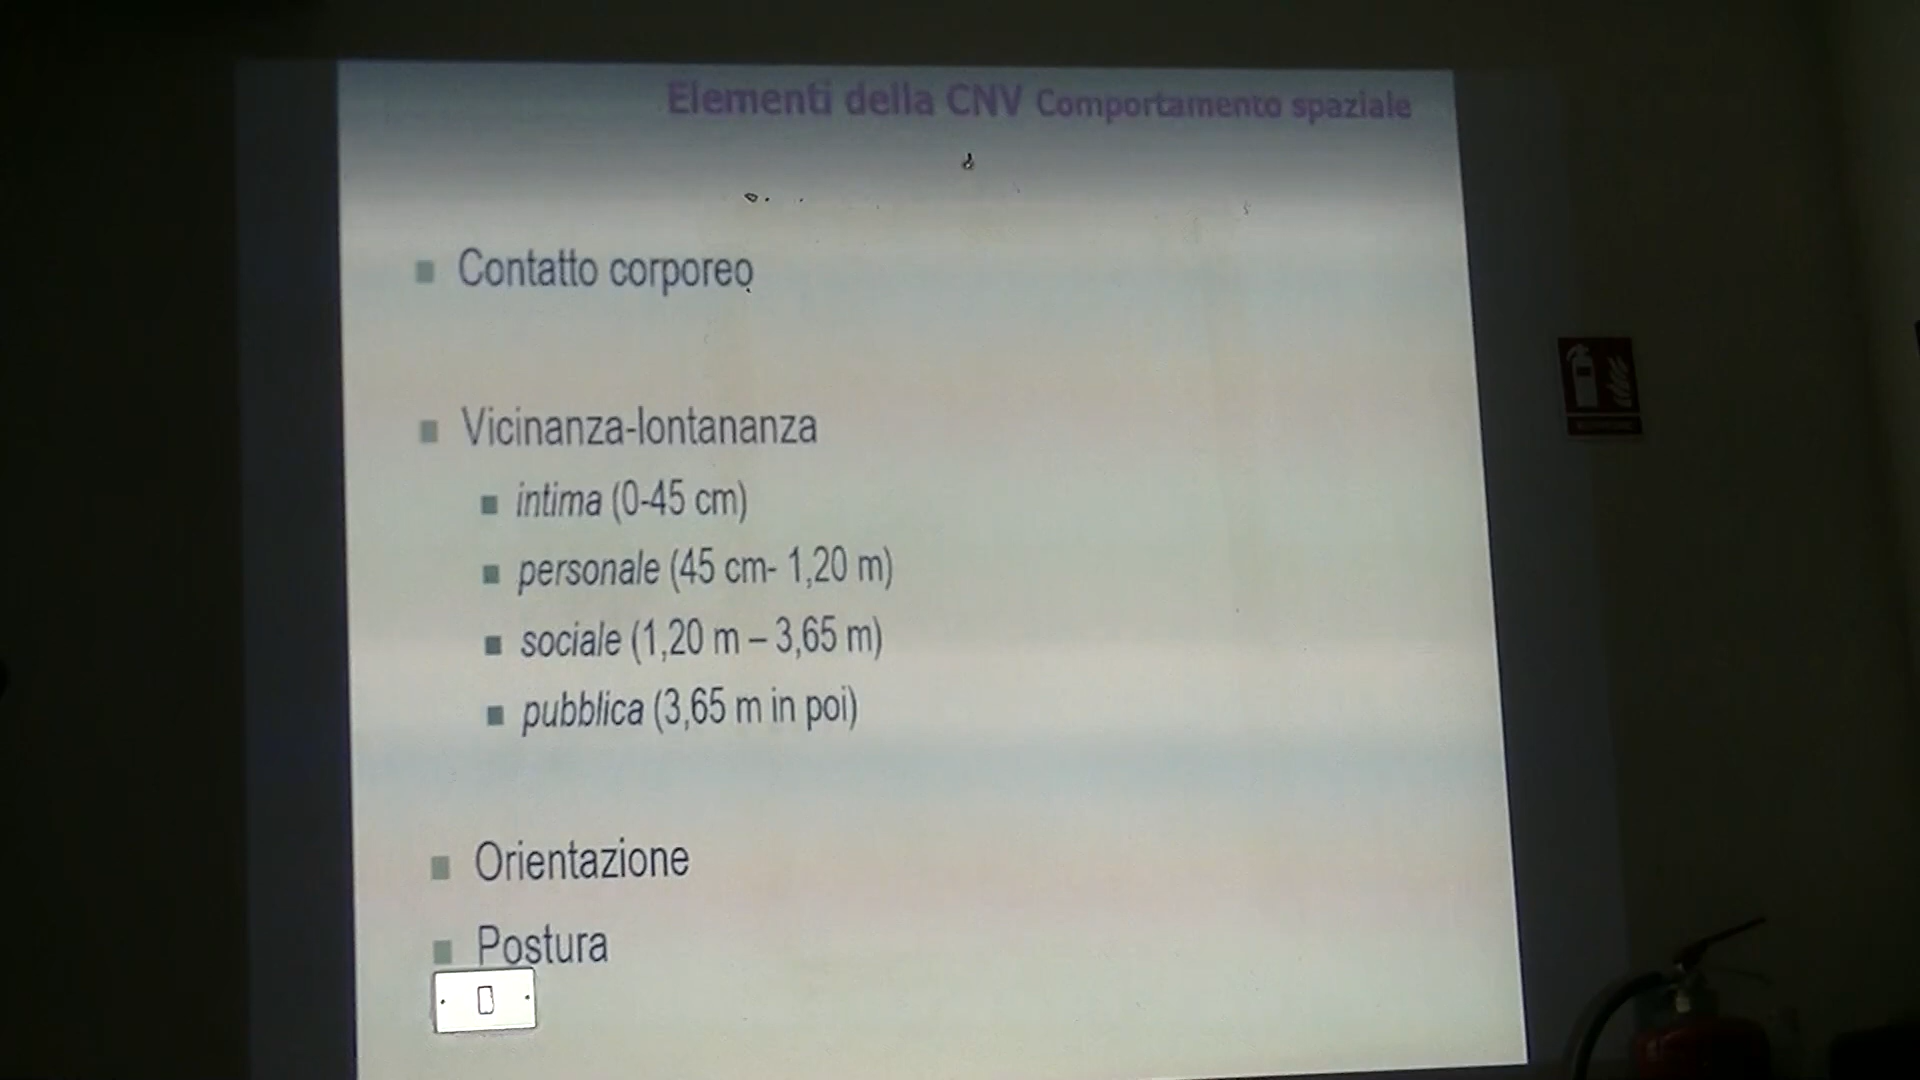 Elementi della CNV Comportamento spaziale
Contatto corporeo
Vicinanza-lontananza
intima (0-45 cm)
personale (45 cm- 1,20 m)
sociale (1,20 m – 3,65 m)
pubblica (3,65 m in poi)
Orientazione
Postura